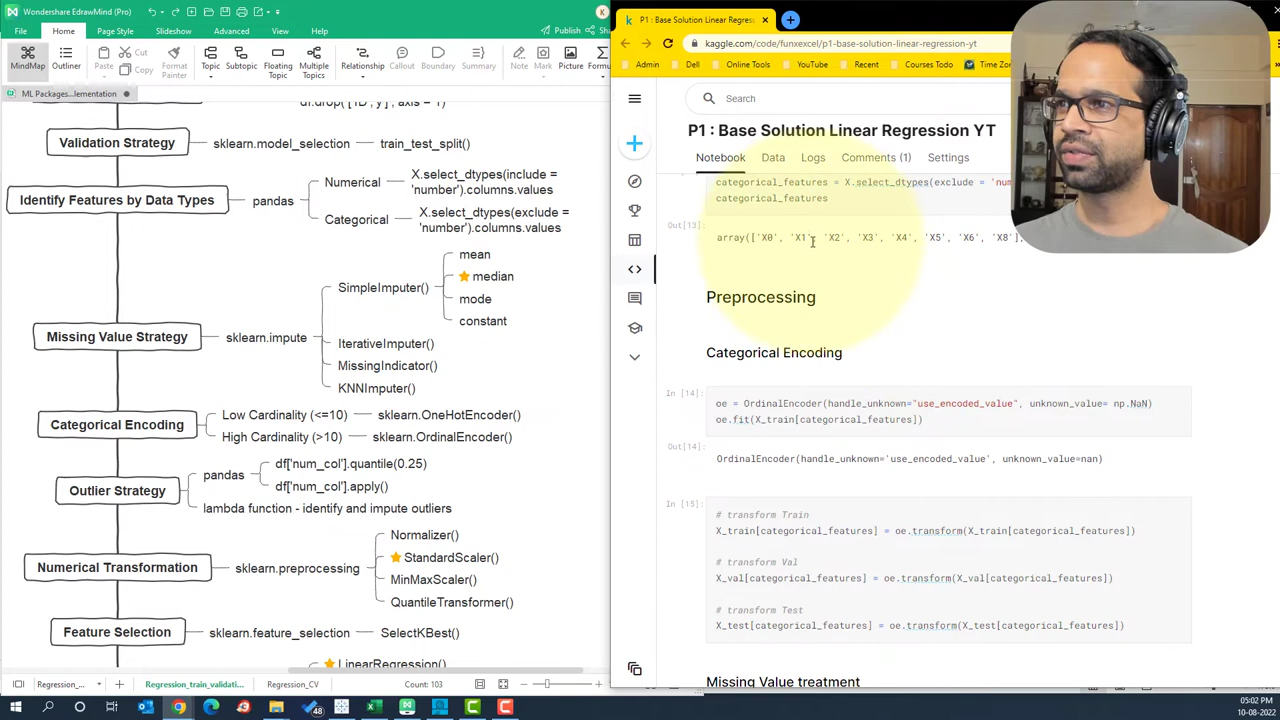 Wondershare EdrawMind (Pro)
File
Home
Page Style
Slideshow
Advanced
View
Help
Publish
MindMap
Outliner
Paste
Cut
Copy
Format Painter
Topic
Subtopic
Floating Topic
Multiple Topics
Relationship
Callout
Boundary
Summary
Note
Mark
Picture
ML Packages...lementation
df.drop(['ID','y'], axis = 1)
Validation Strategy
sklearn.model_selection
train_test_split()
Identify Features by Data Types
pandas
Numerical
X.select_dtypes(include = 'number').columns.values
Categorical
X.select_dtypes(exclude = 'number').columns.values
Missing Value Strategy
sklearn.impute
SimpleImputer()
mean
median
mode
constant
IterativeImputer()
MissingIndicator()
KNNImputer()
Categorical Encoding
Low Cardinality (<=10)
sklearn.OneHotEncoder()
High Cardinality (>10)
sklearn.OrdinalEncoder()
Outlier Strategy
pandas
df['num_col'].quantile(0.25)
df['num_col'].apply()
lambda function - identify and impute outliers
Numerical Transformation
sklearn.preprocessing
Normalizer()
StandardScaler()
MinMaxScaler()
QuantileTransformer()
Feature Selection
sklearn.feature_selection
SelectKBest()
LinearRegression()
Regression_...
Regression_train_validati...
Regression_CV
Count: 103
P1 : Base Solution Linear Regress
kaggle.com/code/funxexcel/p1-base-solution-linear-regression-yt
Admin
Dell
Online Tools
YouTube
Recent
Courses Todo
Time Zon
Search
P1 : Base Solution Linear Regression YT
Notebook
Data
Logs
Comments (1)
Settings
categorical_features = X.select_dtypes(exclude = 'num
categorical_features
Out[13]:
array(['X0', 'X1', 'X2', 'X3', 'X4', 'X5', 'X6', 'X8'],
Preprocessing
Categorical Encoding
In [14]:
oe = OrdinalEncoder(handle_unknown="use_encoded_value", unknown_value= np.NaN)
oe.fit(X_train[categorical_features])
Out[14]:
OrdinalEncoder(handle_unknown='use_encoded_value', unknown_value=nan)
In [15]:
# transform Train
X_train[categorical_features] = oe.transform(X_train[categorical_features])
# transform Val
X_val[categorical_features] = oe.transform(X_val[categorical_features])
# transform Test
X_test[categorical_features] = oe.transform(X_test[categorical_features])
Missing Value treatment
05:02 PM
10-08-2022